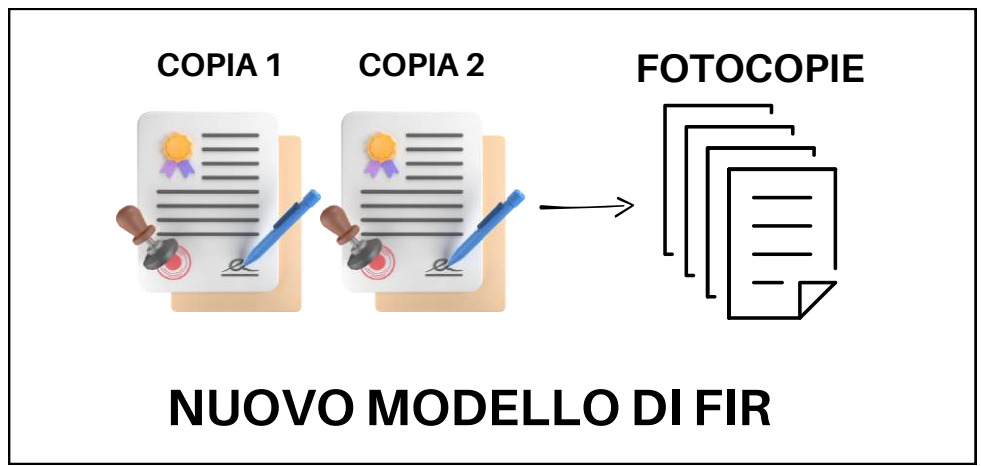 COPIA 1
COPIA 2
FOTOCOPIE
NUOVO MODELLO DI FIR